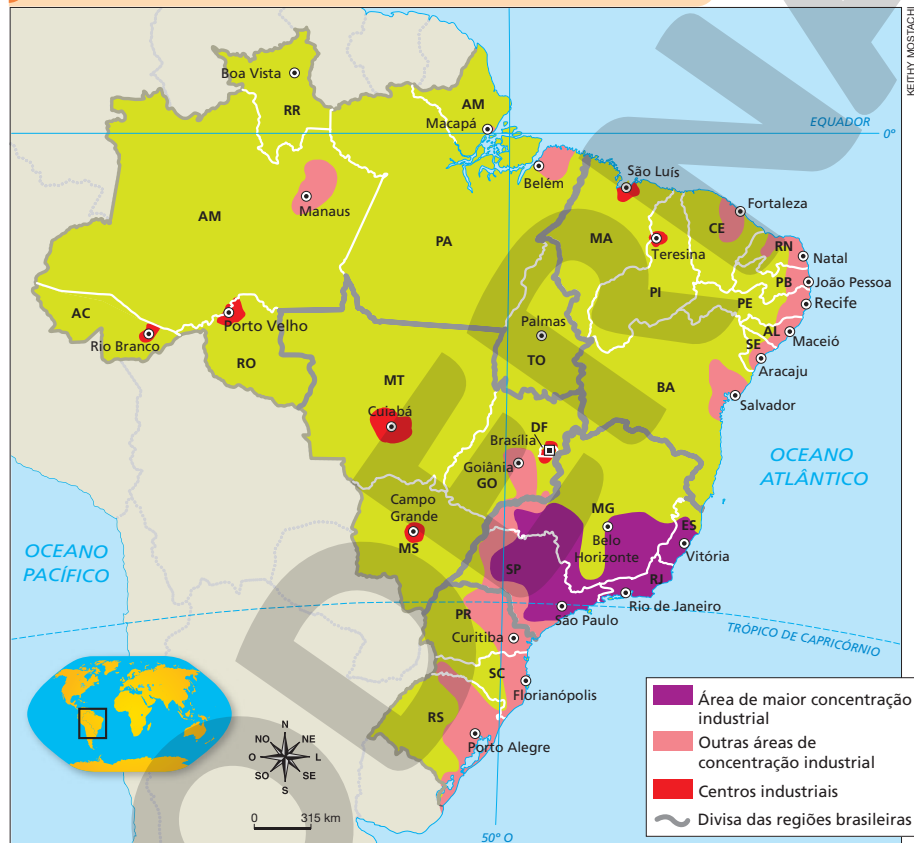 KEITHY MOSTACHI
Boa Vista
RR
AM
Macapá
EQUADOR
0°
Belém
São Luís
Fortaleza
Manaus
AM
PA
MA
CE
Teresina
RN
Natal
PB
João Pessoa
PI
PE
Recife
AC
Porto Velho
Palmas
AL
Maceió
Rio Branco
SE
RO
TO
Aracaju
MT
BA
Salvador
Cuiabá
DF
Brasília
Goiânia
GO
OCEANO
ATLÂNTICO
Campo
Grande
MS
MG
Belo
Horizonte
ES
Vitória
OCEANO
PACÍFICO
SP
RJ
Rio de Janeiro
São Paulo
PR
TRÓPICO DE CAPRICÓRNIO
Curitiba
SC
Florianópolis
RS
Porto Alegre
N
NO
NE
O
L
SO
SE
S
0
315 km
50° O
Área de maior concentração
industrial
Outras áreas de
concentração industrial
Centros industriais
Divisa das regiões brasileiras